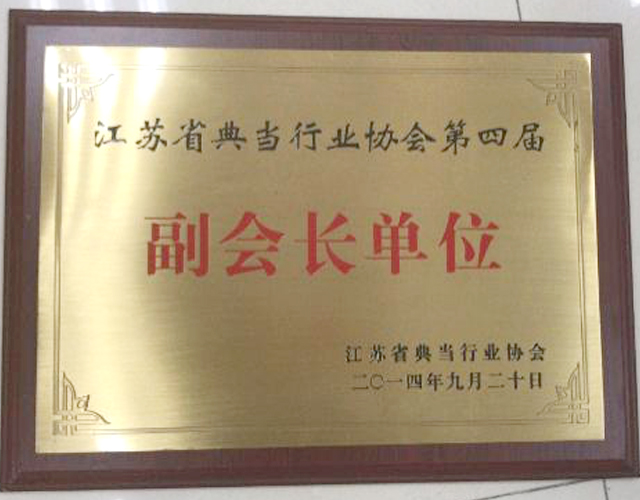 江苏省典当行业协会第四届
副会长单位
江苏省典当行业协会
二〇一四年九月二十日